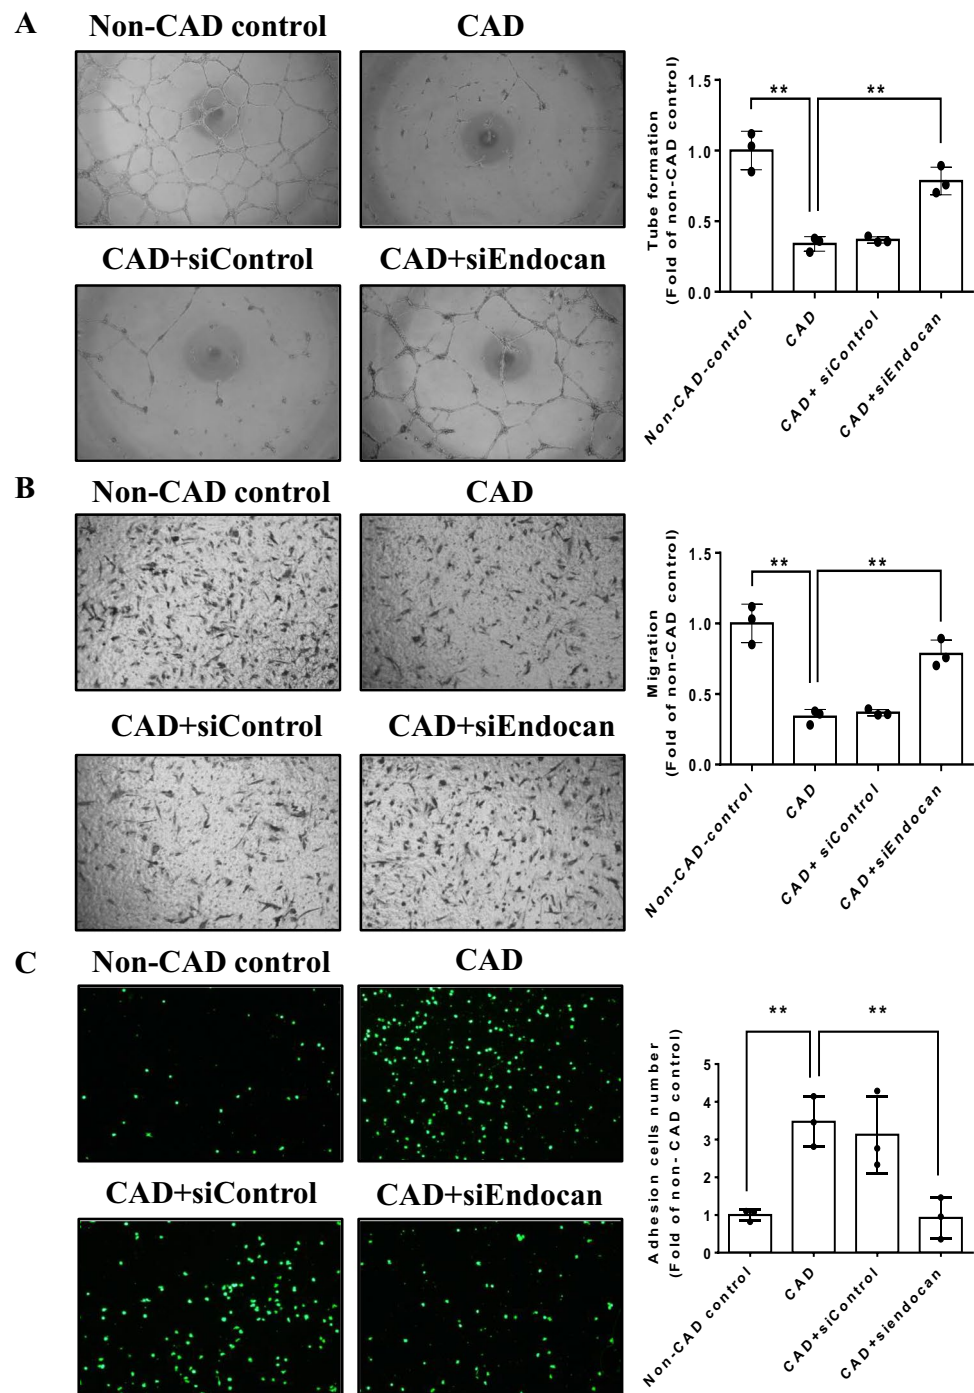 A
Non-CAD control
CAD
CAD+siControl
CAD+siEndocan
Tube formation
(Fold of non-CAD control)
1.5
1.0
0.5
0.0
**
**
Non-CAD-control
CAD
CAD+ siControl
CAD+siEndocan
B
Non-CAD control
CAD
CAD+siControl
CAD+siEndocan
Migration
(Fold of non-CAD control)
1.5
1.0
0.5
0.0
**
**
Non-CAD-control
CAD
CAD+ siControl
CAD+siEndocan
C
Non-CAD control
CAD
CAD+siControl
CAD+siEndocan
Adhesion cells number
(Fold of non- CAD control)
5
4
3
2
1
0
**
**
Non-CAD control
CAD
CAD+siControl
CAD+siendocan